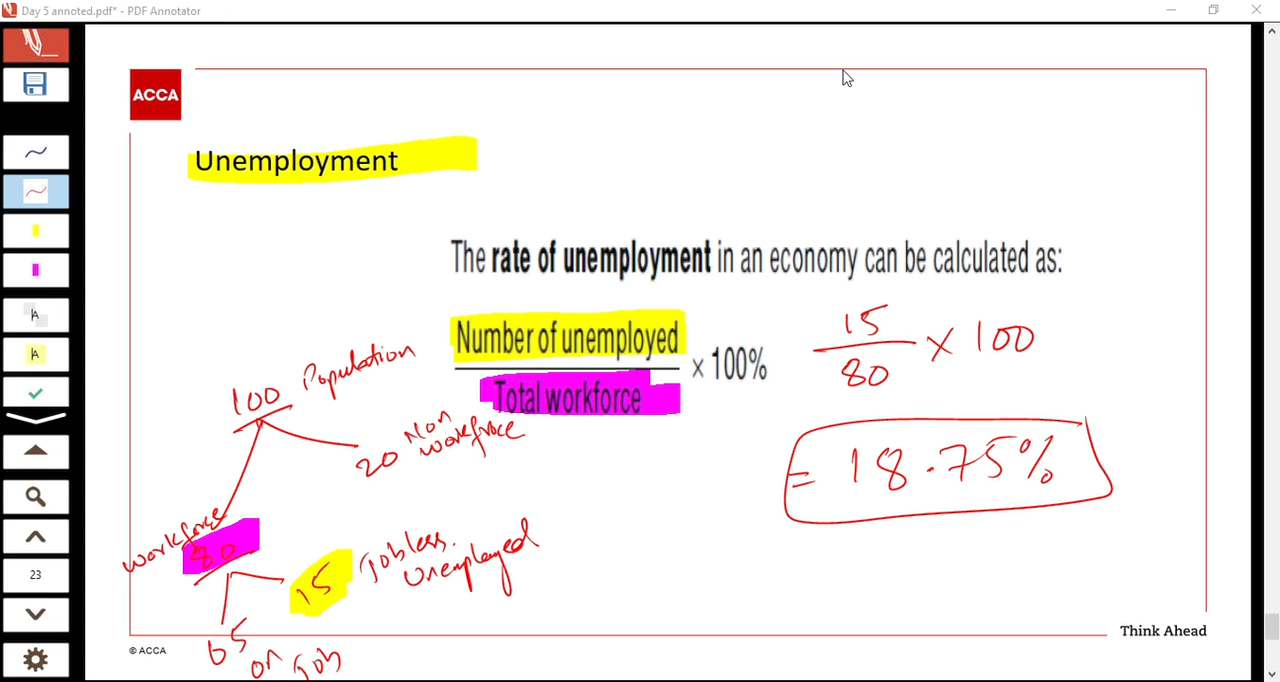 Day 5 annoted.pdf* - PDF Annotator
ACCA
Unemployment
The rate of unemployment in an economy can be calculated as:
Number of unemployed
Total workforce
× 100%
15
80
× 100
= 18.75%
100 Population
20 Non
workfroce
workforce
80
15 Jobless.
Unemployed
65
on Job
23
© ACCA
Think Ahead
A
A